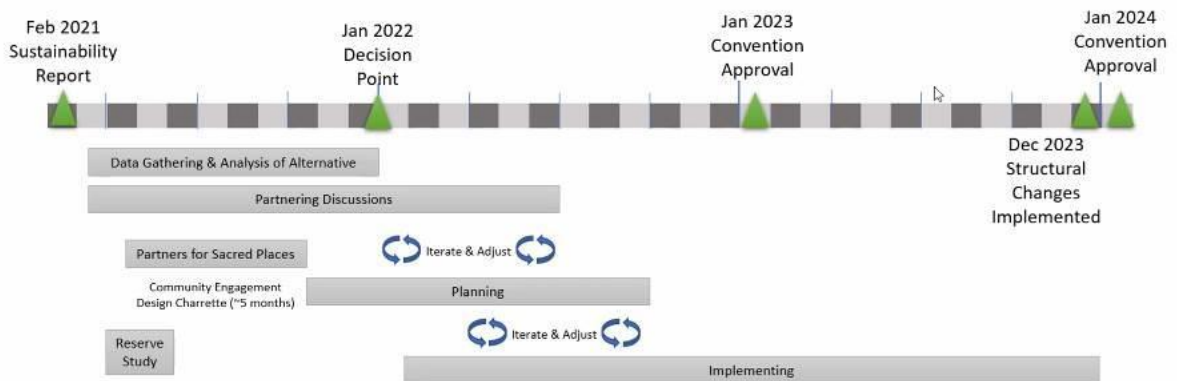 Feb 2021
Sustainability
Report
Jan 2022
Decision
Point
Jan 2023
Convention
Approval
Jan 2024
Convention
Approval
Dec 2023
Structural
Changes
Implemented
Data Gathering & Analysis of Alternative
Partnering Discussions
Partners for Sacred Places
Iterate & Adjust
Community Engagement
Design Charrette (~5 months)
Planning
Reserve
Study
Iterate & Adjust
Implementing